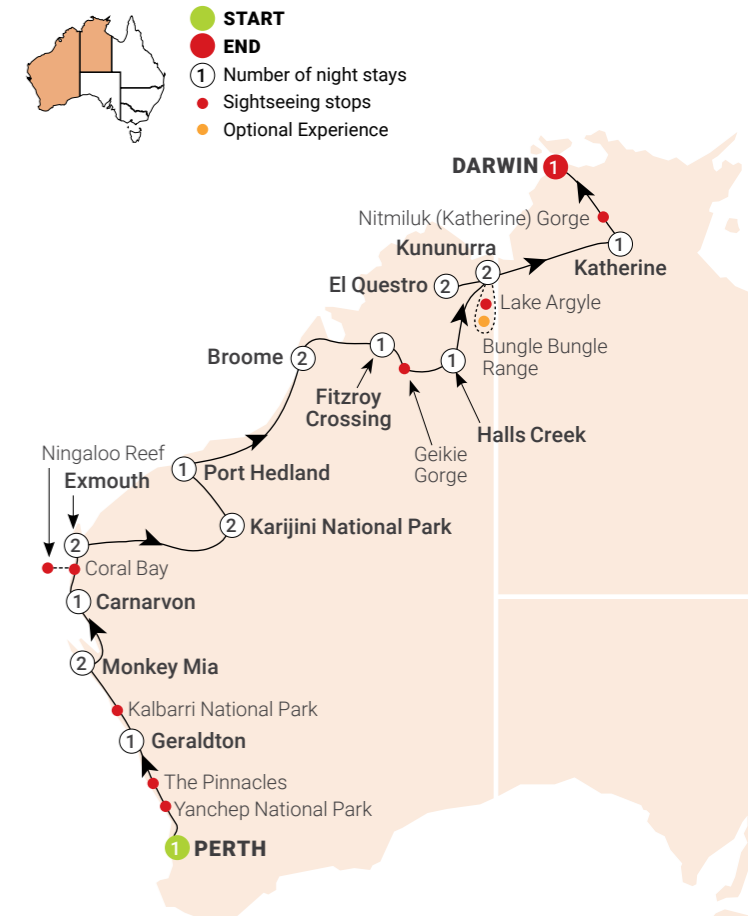 START
END
1 Number of night stays
Sightseeing stops
Optional Experience
DARWIN 1
Nitmiluk (Katherine) Gorge
1
Katherine
Kununurra
2
El Questro 2
Lake Argyle
Bungle Bungle
Range
Broome 2
1
Fitzroy
Crossing
1
Halls Creek
Geikie
Gorge
Ningaloo Reef
Exmouth
1 Port Hedland
2 Karijini National Park
2
Coral Bay
1 Carnarvon
2 Monkey Mia
Kalbarri National Park
1 Geraldton
The Pinnacles
Yanchep National Park
1 PERTH